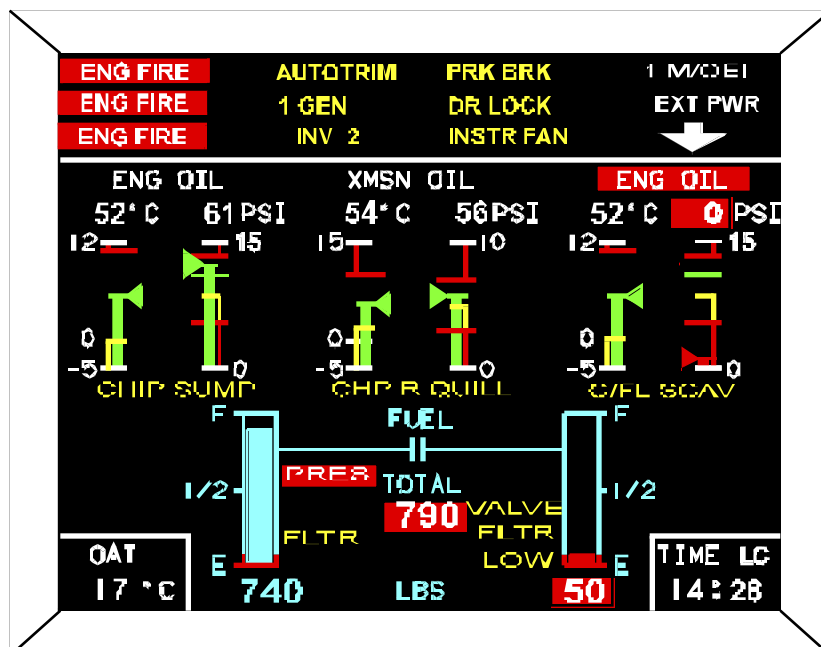 ENG FIRE AUTOTRIM PRK BRK 1 M/OEI
ENG FIRE 1 GEN DR LOCK EXT PWR
ENG FIRE INV 2 INSTR FAN
ENG OIL XMSN OIL ENG OIL
52°C 61 PSI 54°C 56 PSI 52°C 0 PSI
12 15 15 10 12 15
0 0 0
-5 0 -5 0 -5 0
CHIP SUMP CHP R QUILL C/FL SCAV
F FUEL F
PRES
1/2 TOTAL 1/2
790 VALVE
FLTR FLTR
OAT E LOW E TIME LC
17 °C 740 LBS 50 14:28